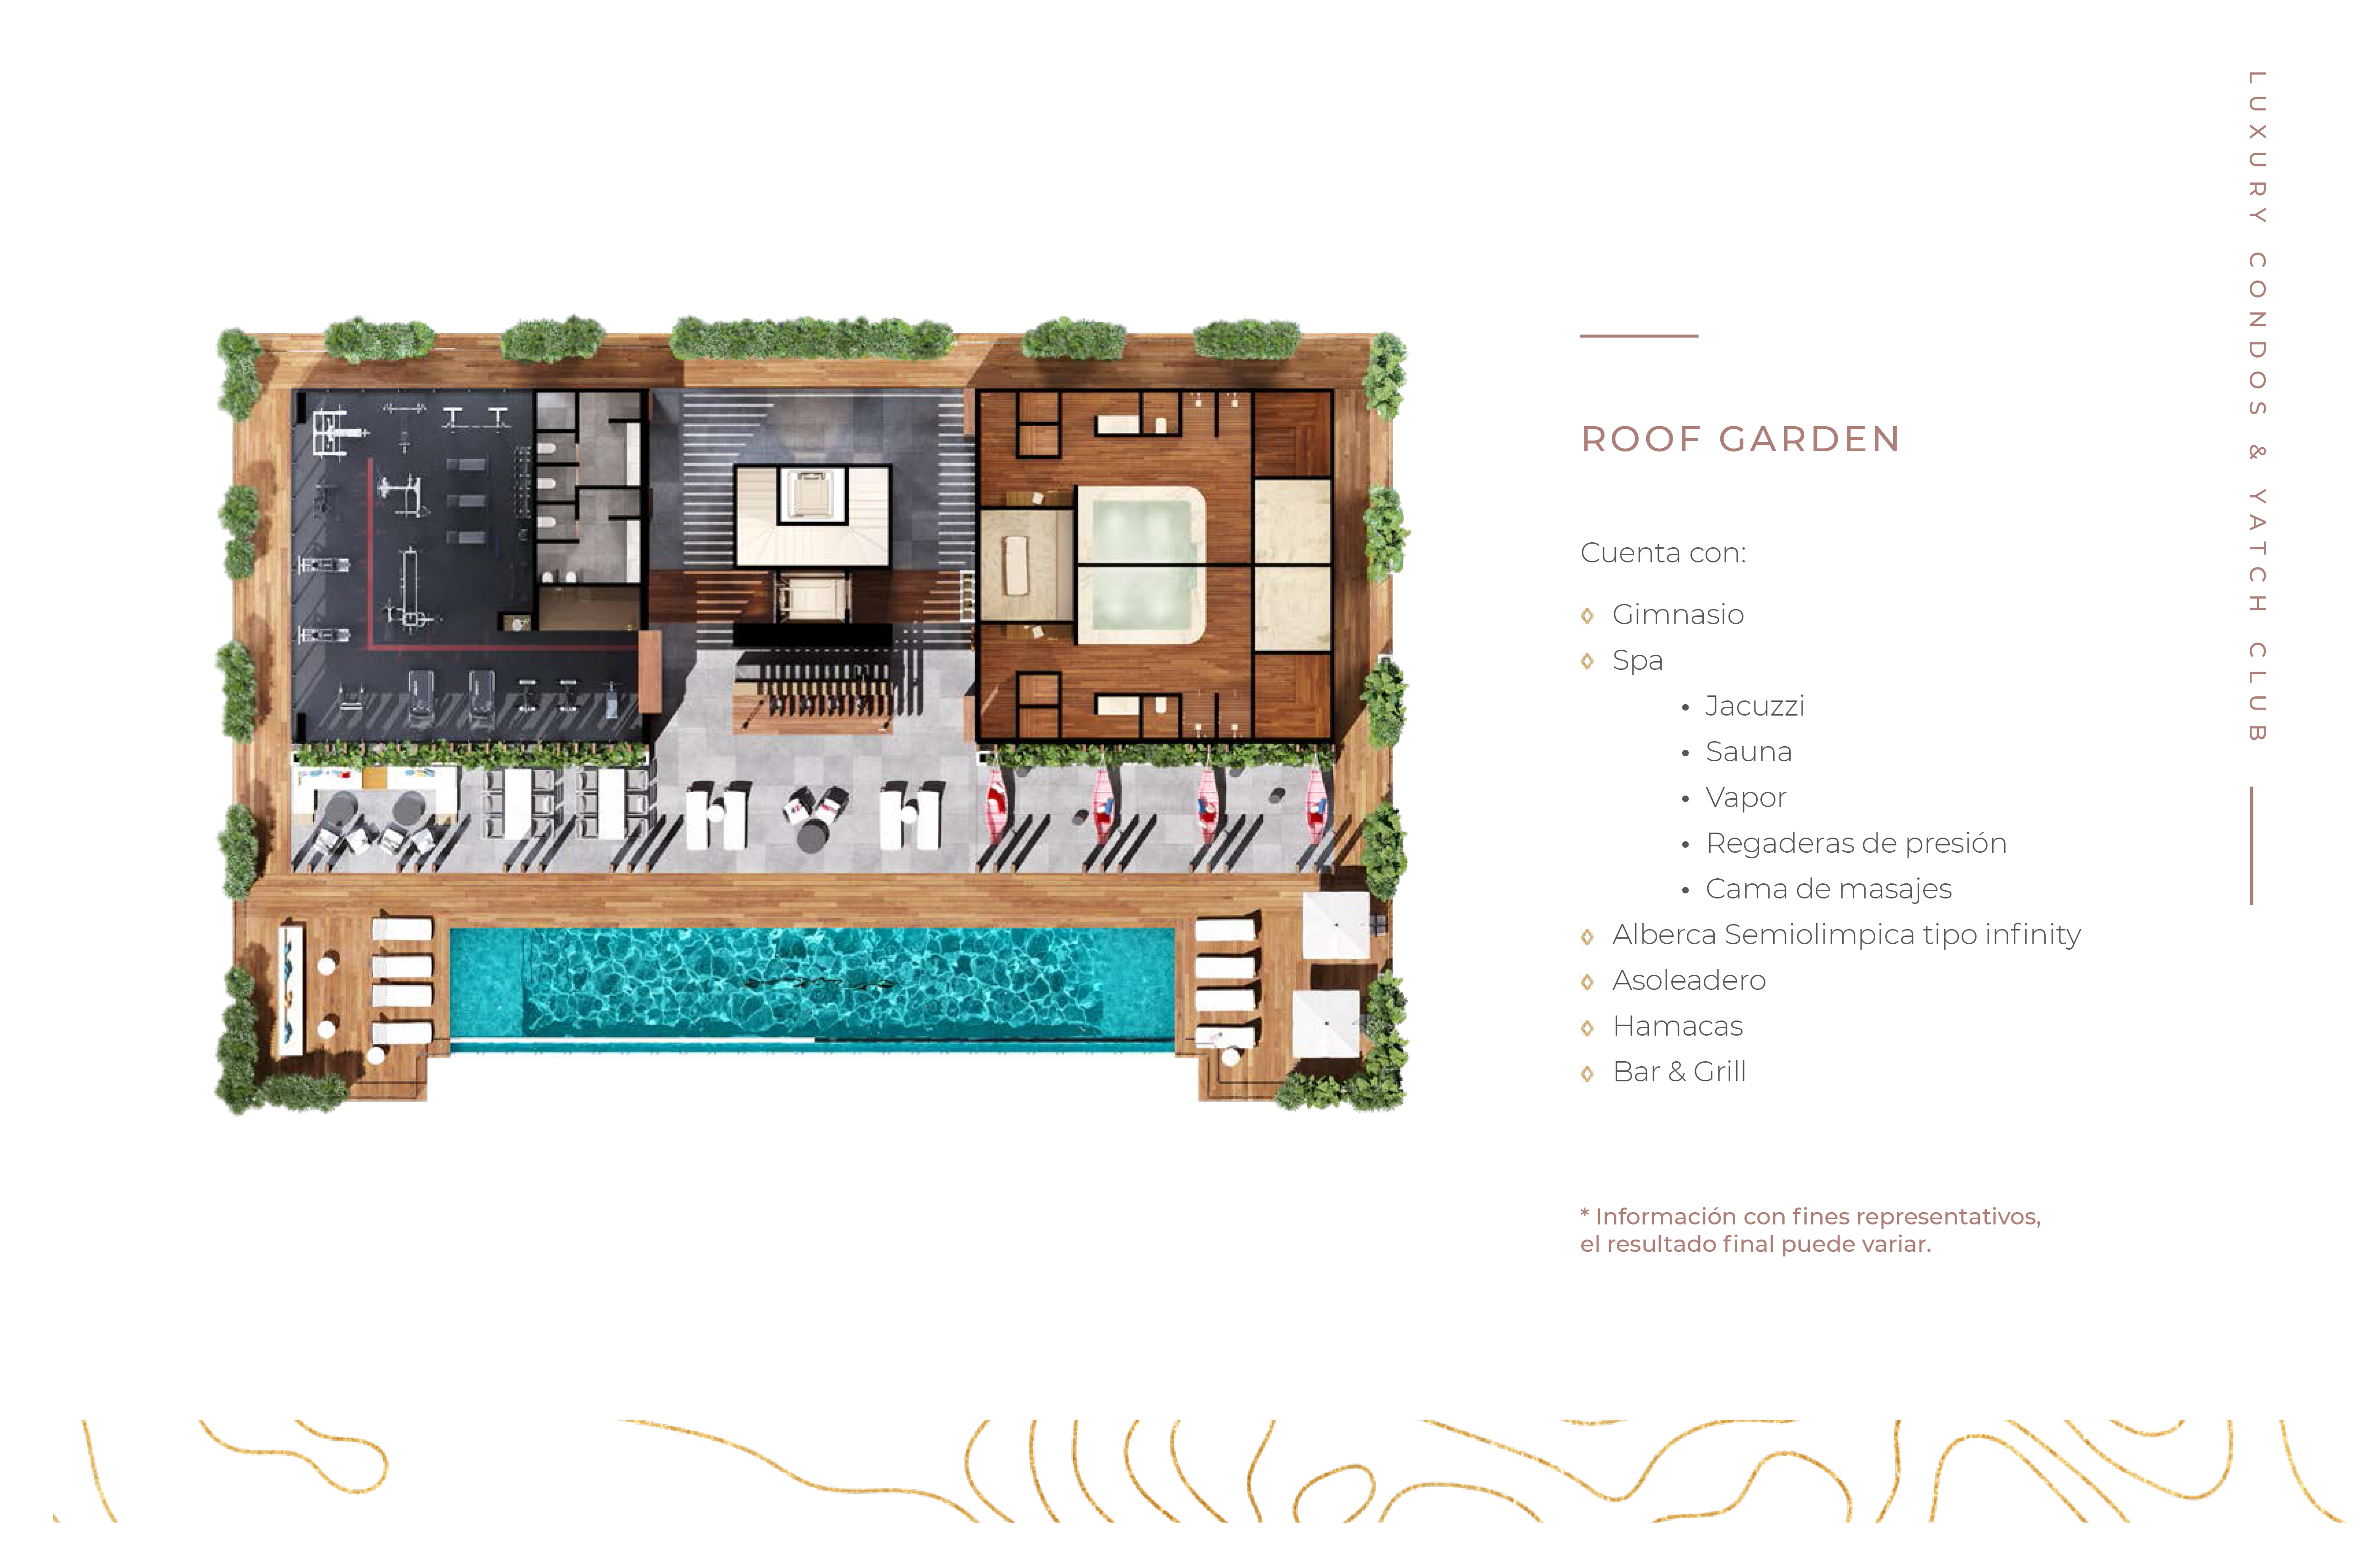 ROOF GARDEN
Cuenta con:
Gimnasio
Spa
• Jacuzzi
• Sauna
• Vapor
• Regaderas de presión
• Cama de masajes
Alberca Semiolimpica tipo infinity
Asoleadero
Hamacas
Bar & Grill
* Información con fines representativos,
el resultado final puede variar.
LUXURY CONDOS & YATCH CLUB